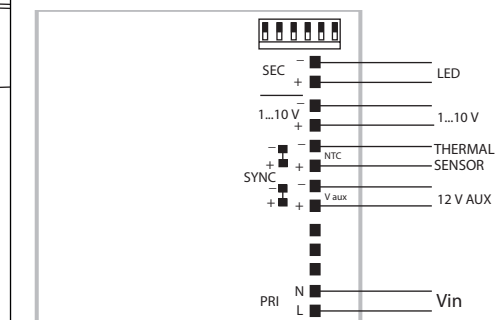 − LED
SEC
+
−
1...10 V 1...10 V
+
− − THERMAL
NTC
+ + SENSOR
SYNC
− −
12 V AUX
V aux
+ +
N
PRI Vin
L